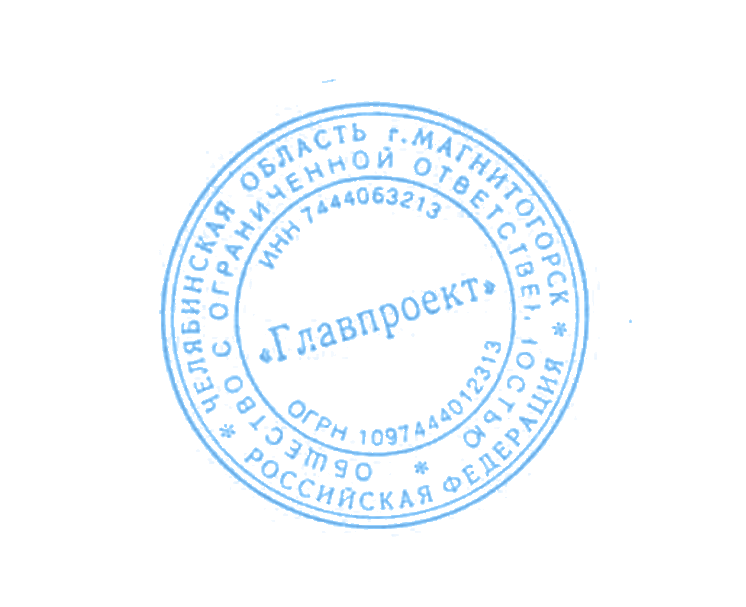 ЧЕЛЯБИНСКАЯ ОБЛАСТЬ г.МАГНИТОГОРСК * РОССИЙСКАЯ ФЕДЕРАЦИЯ *
ОБЩЕСТВО С ОГРАНИЧЕННОЙ ОТВЕТСТВЕННОСТЬЮ *
ИНН 7444063213
«Главпроект»
ОГРН 1097444012313